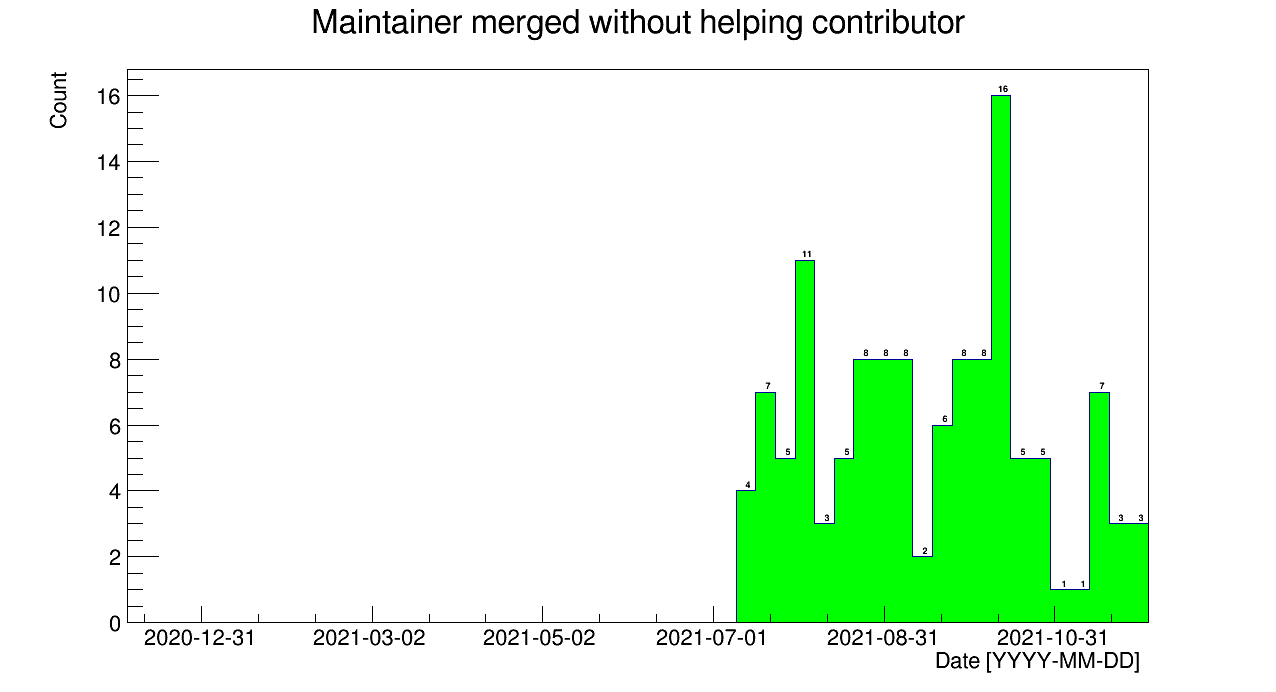 Maintainer merged without helping contributor
Count
16
14
12
10
8
6
4
2
0
4 7 5 11 3 5 8 8 8 2 6 8 8 16 5 5 1 1 7 3 3
2020-12-31 2021-03-02 2021-05-02 2021-07-01 2021-08-31 2021-10-31
Date [YYYY-MM-DD]